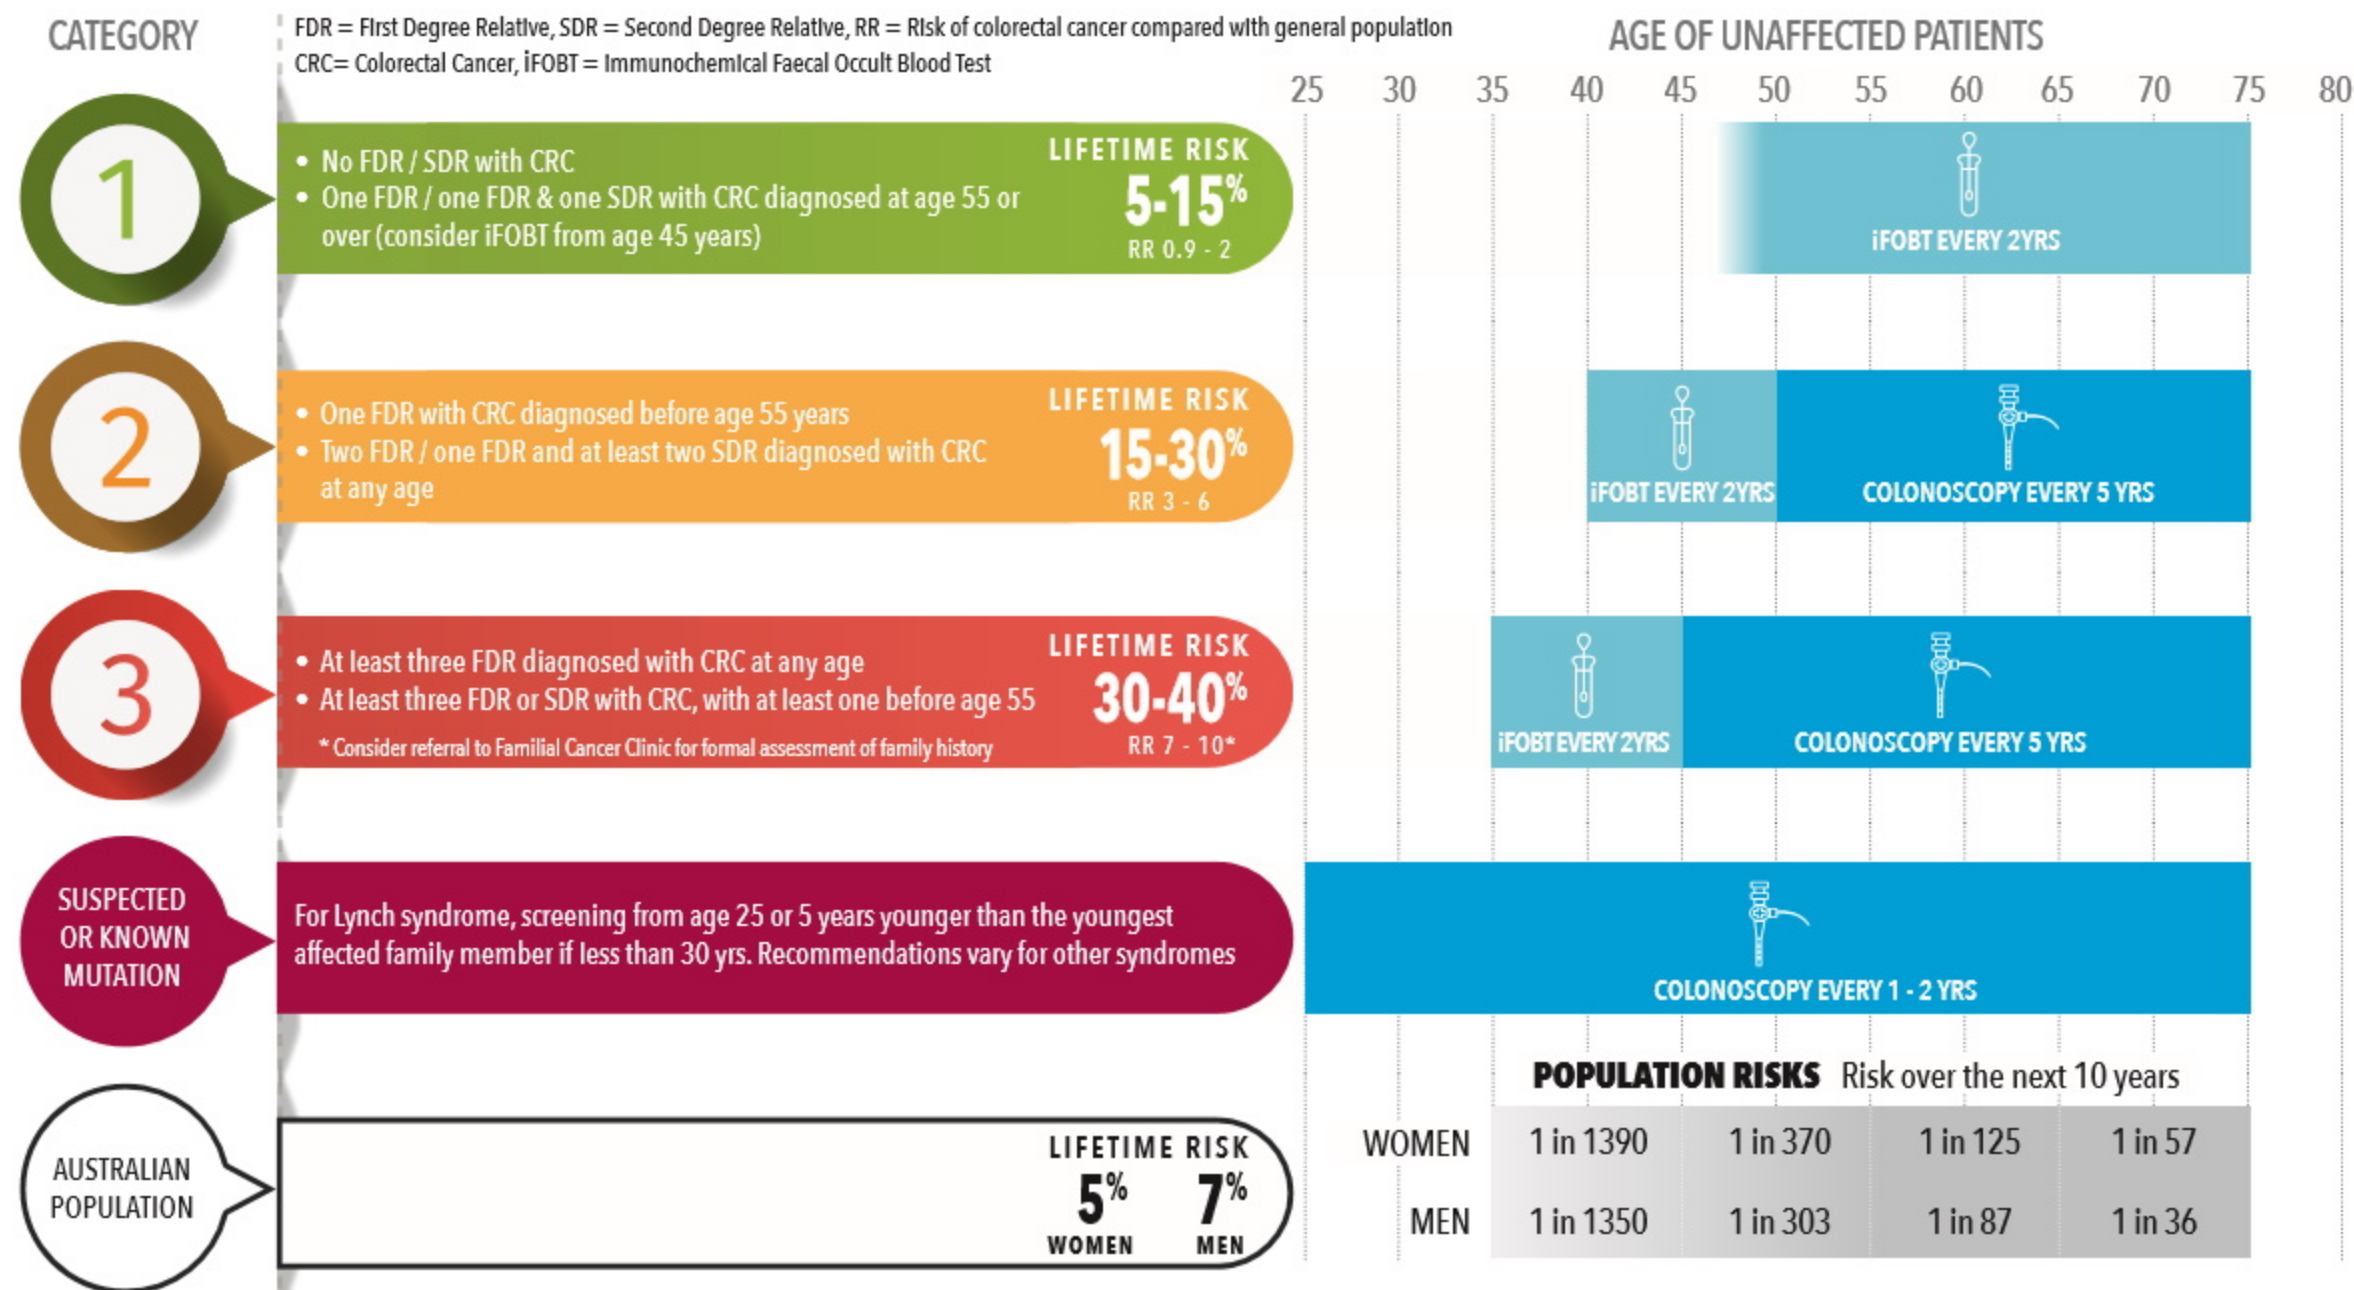 CATEGORY
FDR = First Degree Relative, SDR = Second Degree Relative, RR = Risk of colorectal cancer compared with general population
CRC= Colorectal Cancer, iFOBT = Immunochemical Faecal Occult Blood Test
AGE OF UNAFFECTED PATIENTS
25 30 35 40 45 50 55 60 65 70 75 80
1
• No FDR / SDR with CRC
• One FDR / one FDR & one SDR with CRC diagnosed at age 55 or
over (consider iFOBT from age 45 years)
LIFETIME RISK
5-15%
RR 0.9 - 2
iFOBT EVERY 2YRS
2
• One FDR with CRC diagnosed before age 55 years
• Two FDR / one FDR and at least two SDR diagnosed with CRC
at any age
LIFETIME RISK
15-30%
RR 3 - 6
iFOBT EVERY 2YRS
COLONOSCOPY EVERY 5 YRS
3
• At least three FDR diagnosed with CRC at any age
• At least three FDR or SDR with CRC, with at least one before age 55
* Consider referral to Familial Cancer Clinic for formal assessment of family history
LIFETIME RISK
30-40%
RR 7 - 10*
iFOBT EVERY 2YRS
COLONOSCOPY EVERY 5 YRS
SUSPECTED
OR KNOWN
MUTATION
For Lynch syndrome, screening from age 25 or 5 years younger than the youngest
affected family member if less than 30 yrs. Recommendations vary for other syndromes
COLONOSCOPY EVERY 1 - 2 YRS
AUSTRALIAN
POPULATION
LIFETIME RISK
5% 7%
WOMEN MEN
POPULATION RISKS Risk over the next 10 years
WOMEN 1 in 1390 1 in 370 1 in 125 1 in 57
MEN 1 in 1350 1 in 303 1 in 87 1 in 36